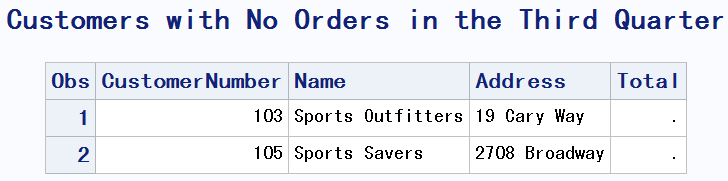 Customers with No Orders in the Third Quarter
Obs CustomerNumber Name Address Total
1 103 Sports Outfitters 19 Cary Way .
2 105 Sports Savers 2708 Broadway .